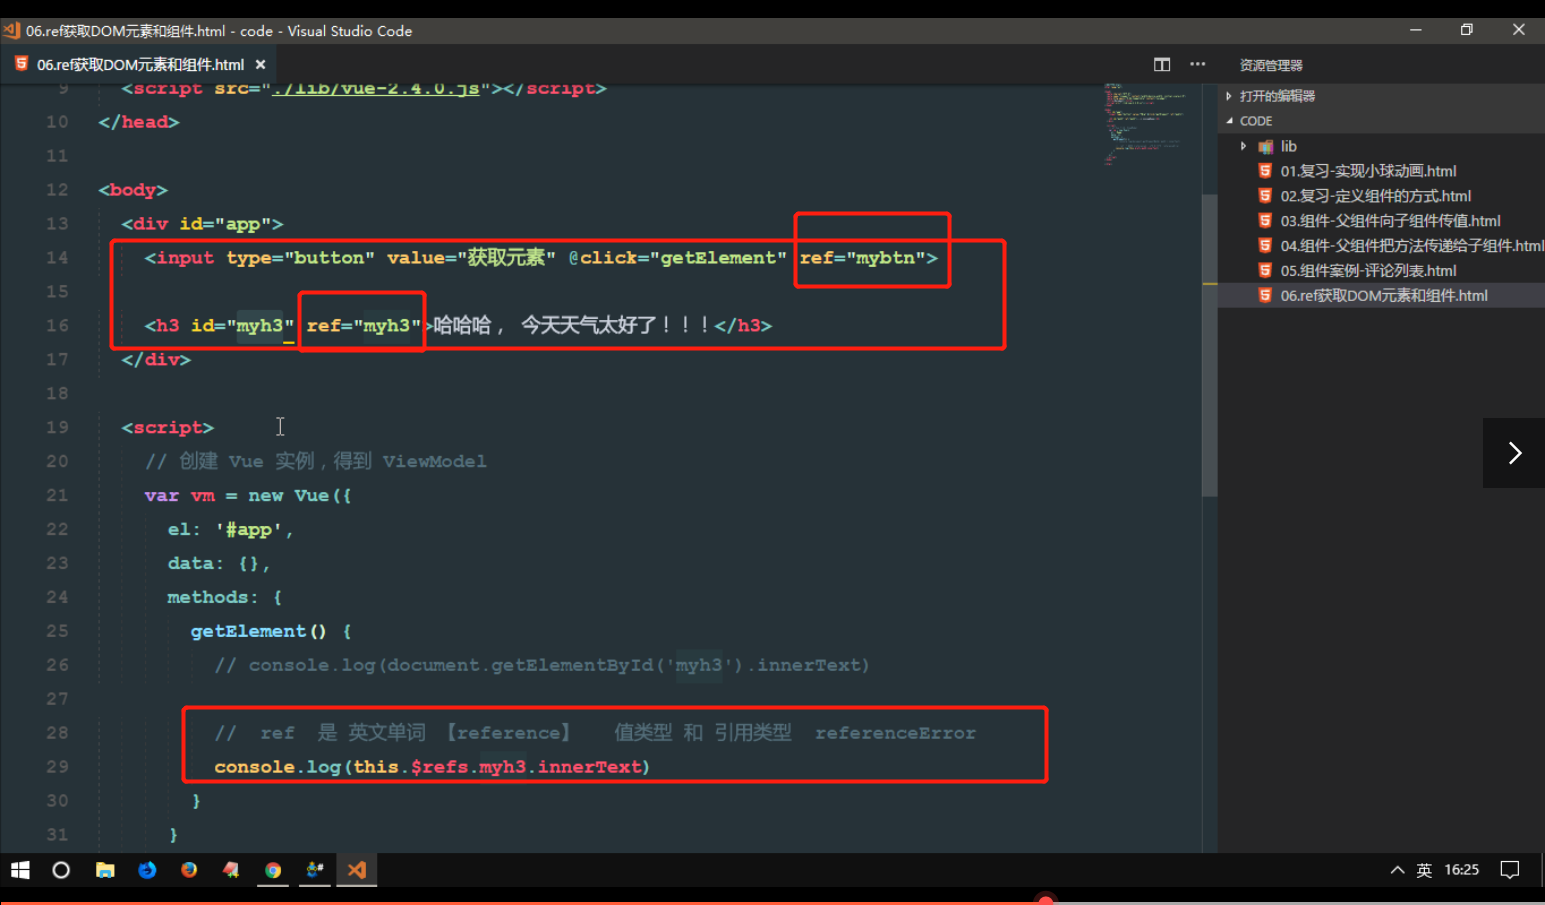 06.ref获取DOM元素和组件.html - code - Visual Studio Code
06.ref获取DOM元素和组件.html ×
9 <script src="./lib/vue-2.4.0.js"></script>
10 </head>
11
12 <body>
13 <div id="app">
14 <input type="button" value="获取元素" @click="getElement" ref="mybtn">
15
16 <h3 id="myh3" ref="myh3">哈哈哈， 今天天气太好了！！！</h3>
17 </div>
18
19 <script>
20 // 创建 Vue 实例，得到 ViewModel
21 var vm = new Vue({
22 el: '#app',
23 data: {},
24 methods: {
25 getElement() {
26 // console.log(document.getElementById('myh3').innerText)
27
28 // ref 是 英文单词 【reference】 值类型 和 引用类型 referenceError
29 console.log(this.$refs.myh3.innerText)
30 }
31 }
资源管理器
打开的编辑器
CODE
lib
01.复习-实现小球动画.html
02.复习-定义组件的方式.html
03.组件-父组件向子组件传值.html
04.组件-父组件把方法传递给子组件.html
05.组件案例-评论列表.html
06.ref获取DOM元素和组件.html
英 16:25